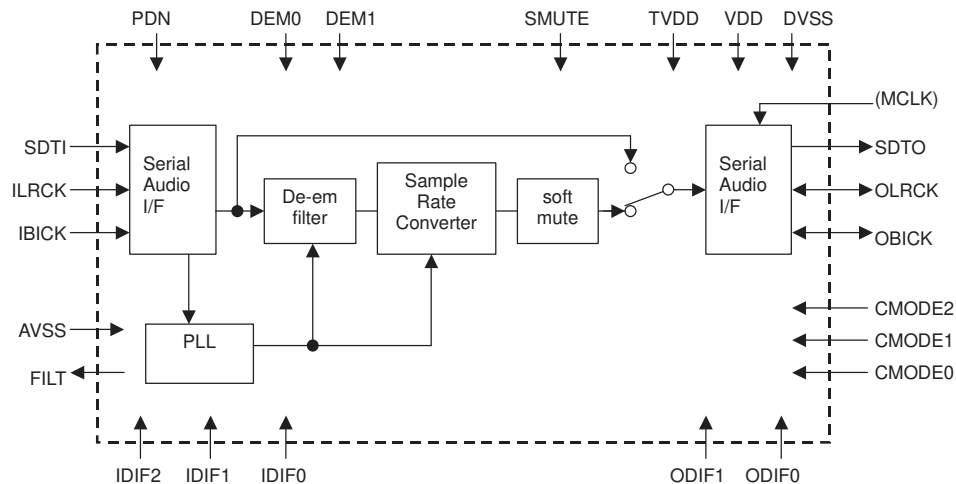 PDN DEM0 DEM1 SMUTE TVDD VDD DVSS
(MCLK)
SDTI
ILRCK
IBICK
Serial
Audio
I/F
De-em
filter
Sample
Rate
Converter
soft
mute
Serial
Audio
I/F
SDTO
OLRCK
OBICK
AVSS
FILT
PLL
CMODE2
CMODE1
CMODE0
IDIF2 IDIF1 IDIF0 ODIF1 ODIF0